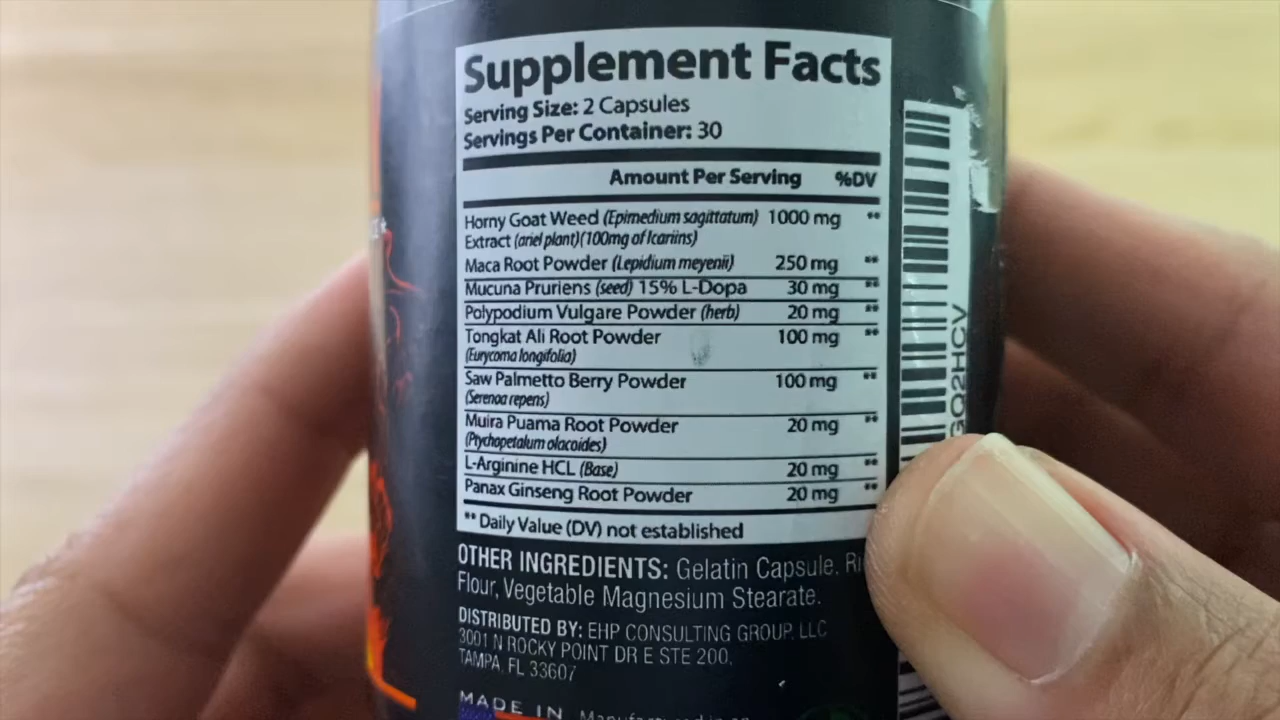 Supplement Facts
Serving Size: 2 Capsules
Servings Per Container: 30
Amount Per Serving %DV
Horny Goat Weed (Epimedium sagittatum) 1000 mg **
Extract (ariel plant)(100mg of Icariins)
Maca Root Powder (Lepidium meyenii) 250 mg **
Mucuna Pruriens (seed) 15% L-Dopa 30 mg **
Polypodium Vulgare Powder (herb) 20 mg **
Tongkat Ali Root Powder 100 mg **
(Eurycoma longifolia)
Saw Palmetto Berry Powder 100 mg **
(Serenoa repens)
Muira Puama Root Powder 20 mg **
(Ptychopetalum olacoides)
L-Arginine HCL (Base) 20 mg **
Panax Ginseng Root Powder 20 mg **
** Daily Value (DV) not established
OTHER INGREDIENTS: Gelatin Capsule.
Flour, Vegetable Magnesium Stearate.
DISTRIBUTED BY: EHP CONSULTING GROUP, LLC
3001 N ROCKY POINT DR E STE 200,
TAMPA, FL 33607
MADE IN Manufactured in an
GQ2HCV